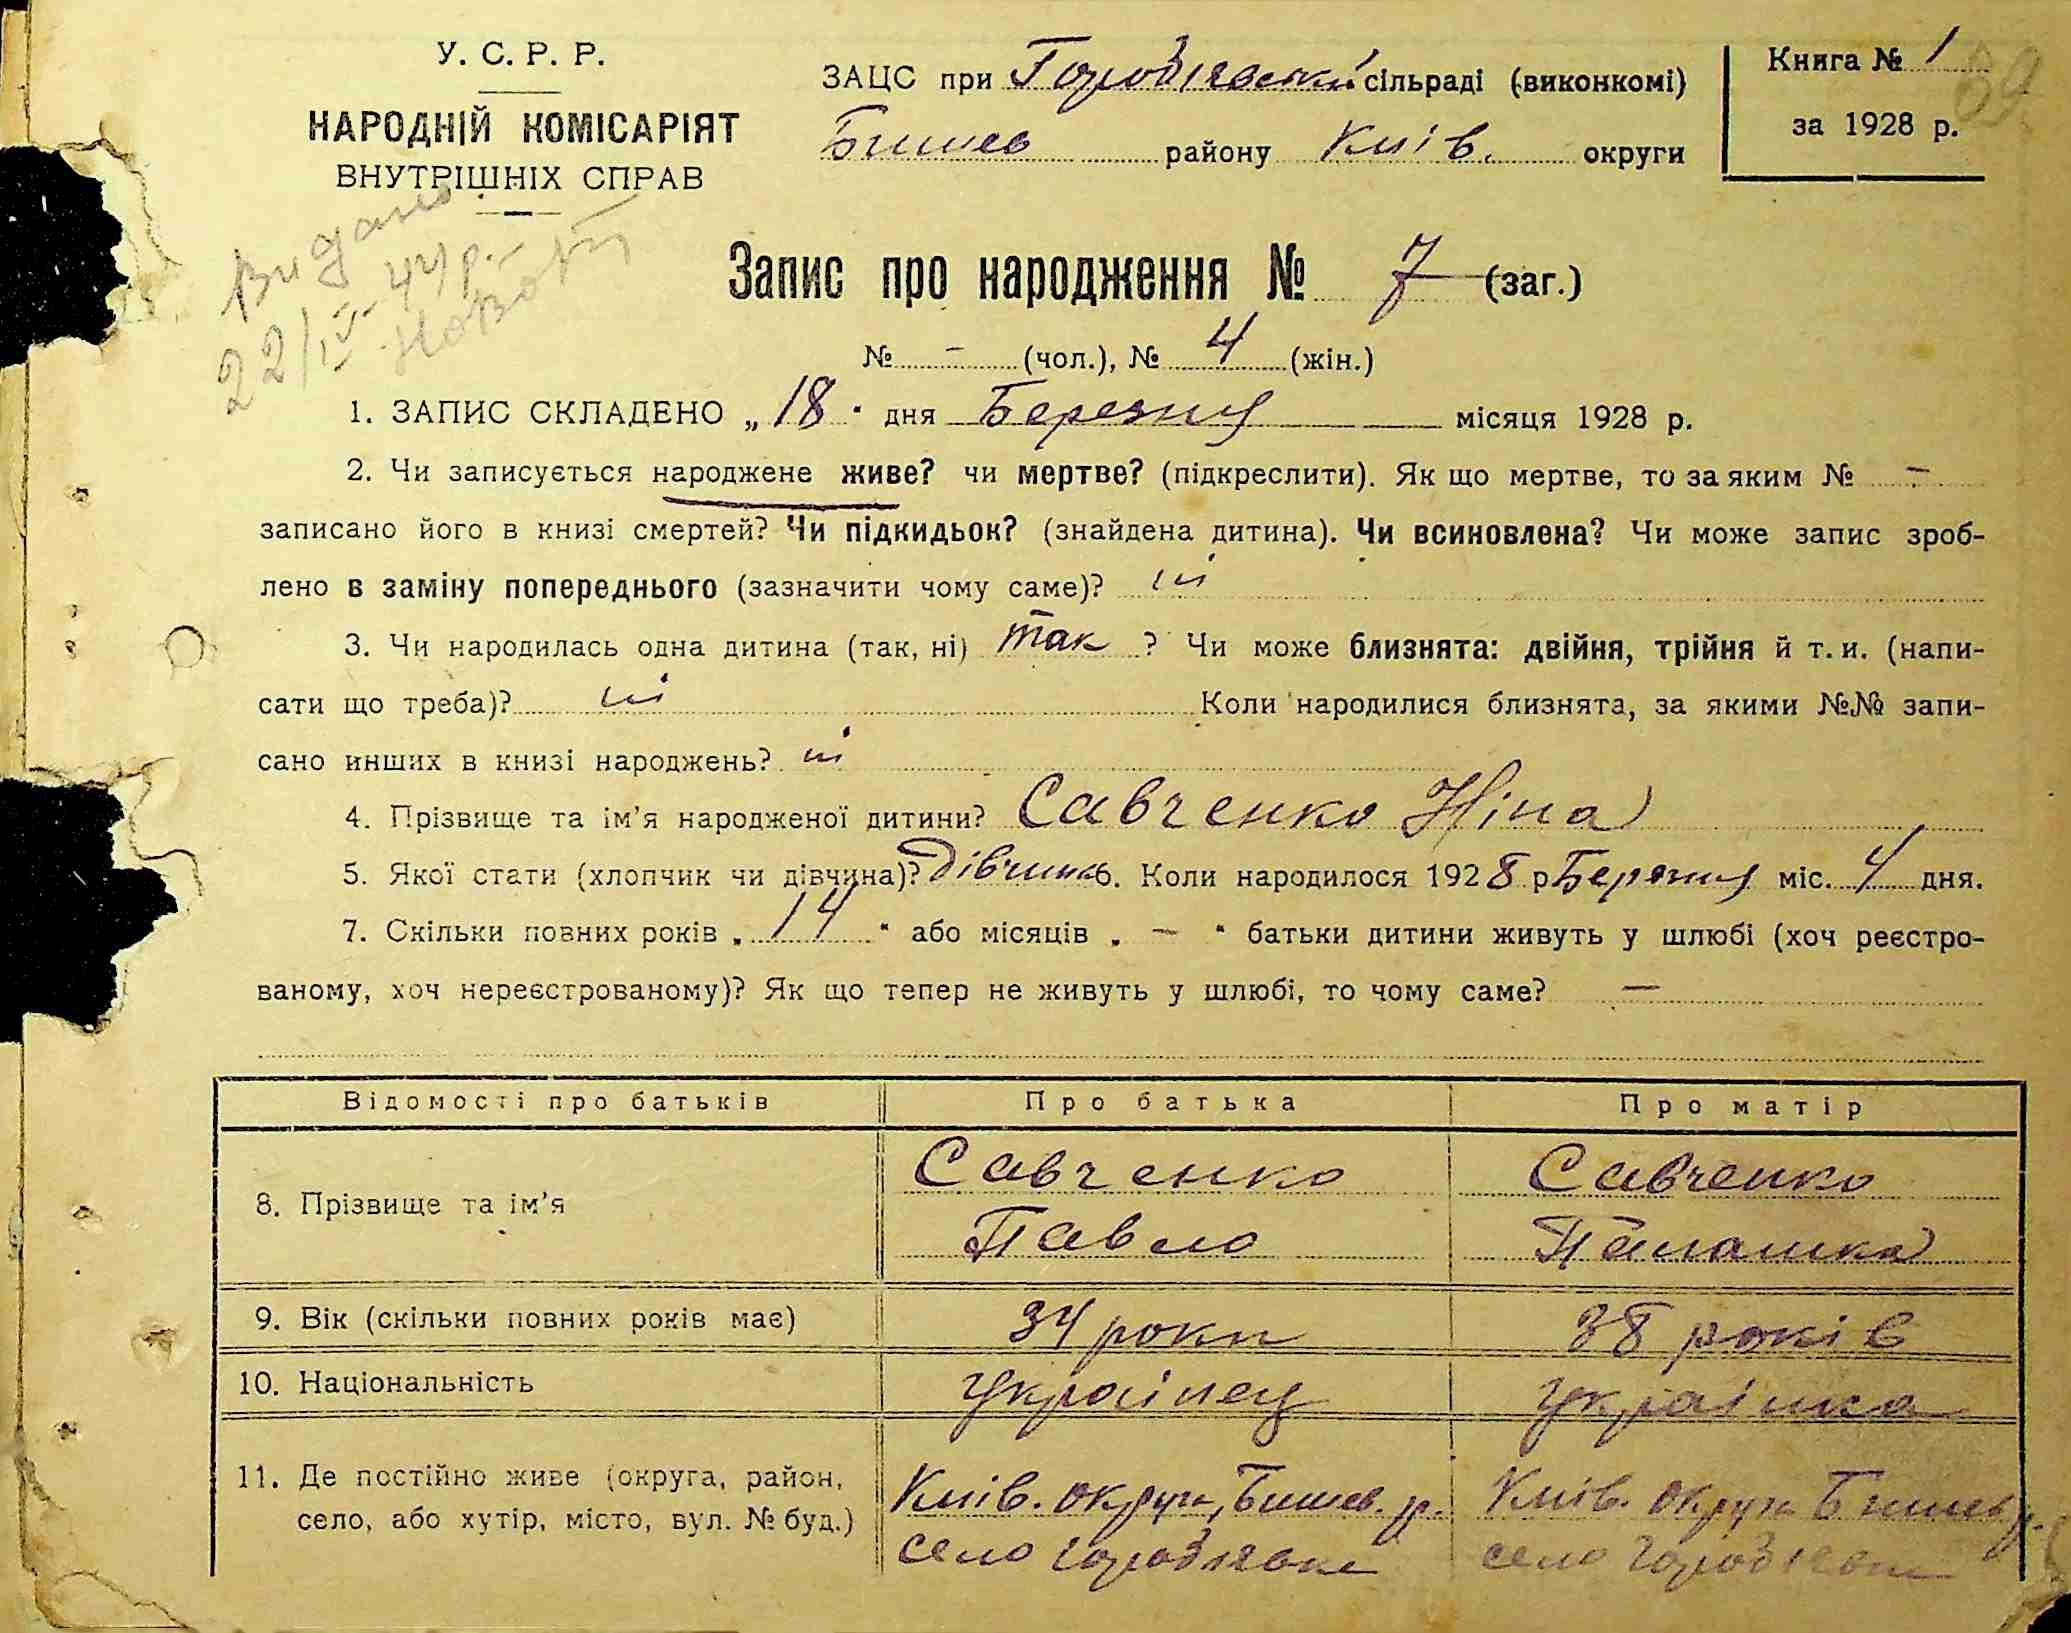 У. С. Р. Р.
НАРОДНІЙ КОМІСАРІЯТ
ВНУТРІШНІХ СПРАВ
ЗАЦС при сільраді (виконкомі)
Бишев району Київ. округи
Книга № 1
за 1928 р.
Видано
22/IV 44 р.
Запис про народження № 7 (заг.)
№ - (чол.), № 4 (жін.)
1. ЗАПИС СКЛАДЕНО „ 18 " дня Березня місяця 1928 р.
2. Чи записується народжене живе? чи мертве? (підкреслити). Як що мертве, то за яким № -
записано його в книзі смертей? Чи підкидьок? (знайдена дитина). Чи всиновлена? Чи може запис зроб-
лено в заміну попереднього (зазначити чому саме)? ні
3. Чи народилась одна дитина (так, ні) так ? Чи може близнята: двійня, трійня й т. и. (напи-
сати що треба)? ні Коли народилися близнята, за якими №№ запи-
сано инших в книзі народжень? ні
4. Прізвище та ім'я народженої дитини? Савченко Ніна
5. Якої стати (хлопчик чи дівчина)? Дівчина 6. Коли народилося 1928 р Березня міс. 4 дня.
7. Скільки повних років „ 14 " або місяців „ — " батьки дитини живуть у шлюбі (хоч реєстро-
ваному, хоч нереєстрованому)? Як що тепер не живуть у шлюбі, то чому саме? —
Відомості про батьків Про батька Про матір
8. Прізвище та ім'я Савченко Савченко
Павло Палашка
9. Вік (скільки повних років має) 34 роки 38 років
10. Національність Українец Українка
11. Де постійно живе (округа, район, Київ. округа, Бишев. р. Київ. округа Бишев р.
село, або хутір, місто, вул. № буд.) село село